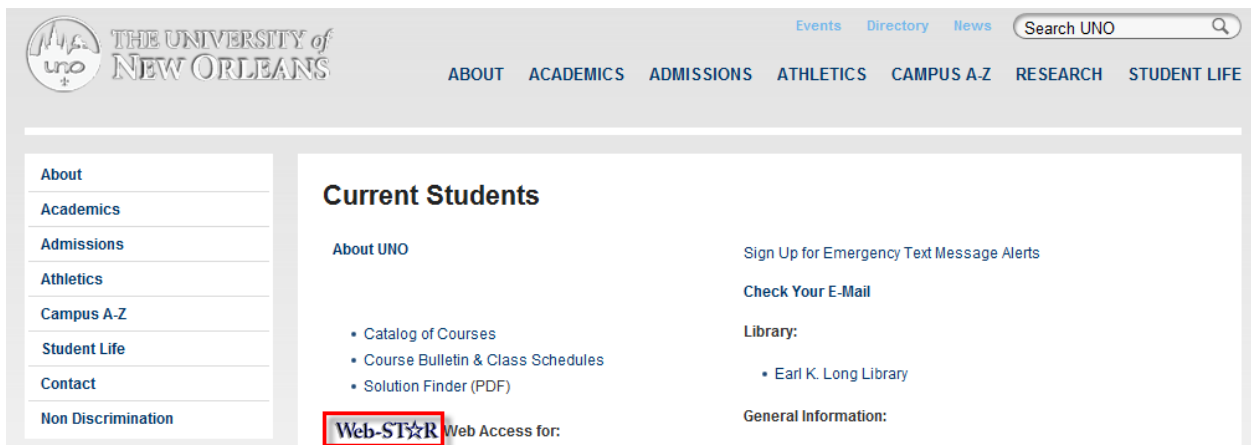 Events Directory News Search UNO
THE UNIVERSITY of
NEW ORLEANS
uno
ABOUT ACADEMICS ADMISSIONS ATHLETICS CAMPUS A-Z RESEARCH STUDENT LIFE
About
Academics
Admissions
Athletics
Campus A-Z
Student Life
Contact
Non Discrimination
Current Students
About UNO
• Catalog of Courses
• Course Bulletin & Class Schedules
• Solution Finder (PDF)
Web-ST☆R Web Access for:
Sign Up for Emergency Text Message Alerts
Check Your E-Mail
Library:
• Earl K. Long Library
General Information: